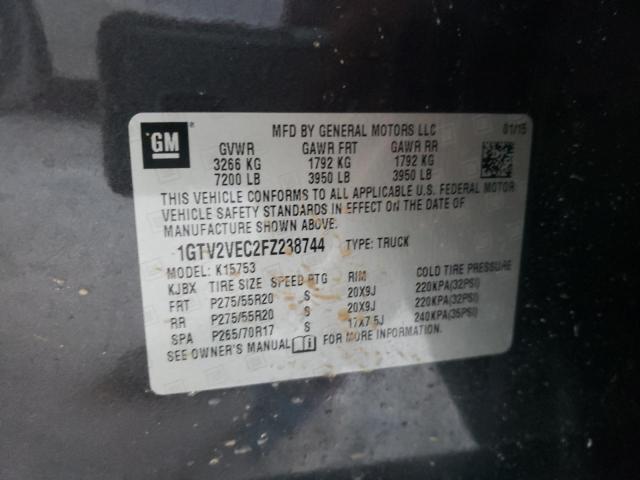 GM ®
MFD BY GENERAL MOTORS LLC 01/15
GVWR GAWR FRT GAWR RR
3266 KG 1792 KG 1792 KG
7200 LB 3950 LB 3950 LB
THIS VEHICLE CONFORMS TO ALL APPLICABLE U.S. FEDERAL MOTOR
VEHICLE SAFETY STANDARDS IN EFFECT ON THE DATE OF
MANUFACTURE SHOWN ABOVE.
1GTV2VEC2FZ238744 TYPE: TRUCK
MODEL: K15753
KJBX TIRE SIZE SPEED RTG RIM COLD TIRE PRESSURE
FRT P275/55R20 S 20X9J 220KPA(32PSI)
RR P275/55R20 S 20X9J 220KPA(32PSI)
SPA P265/70R17 S 17X7.5J 240KPA(35PSI)
SEE OWNER'S MANUAL FOR MORE INFORMATION.